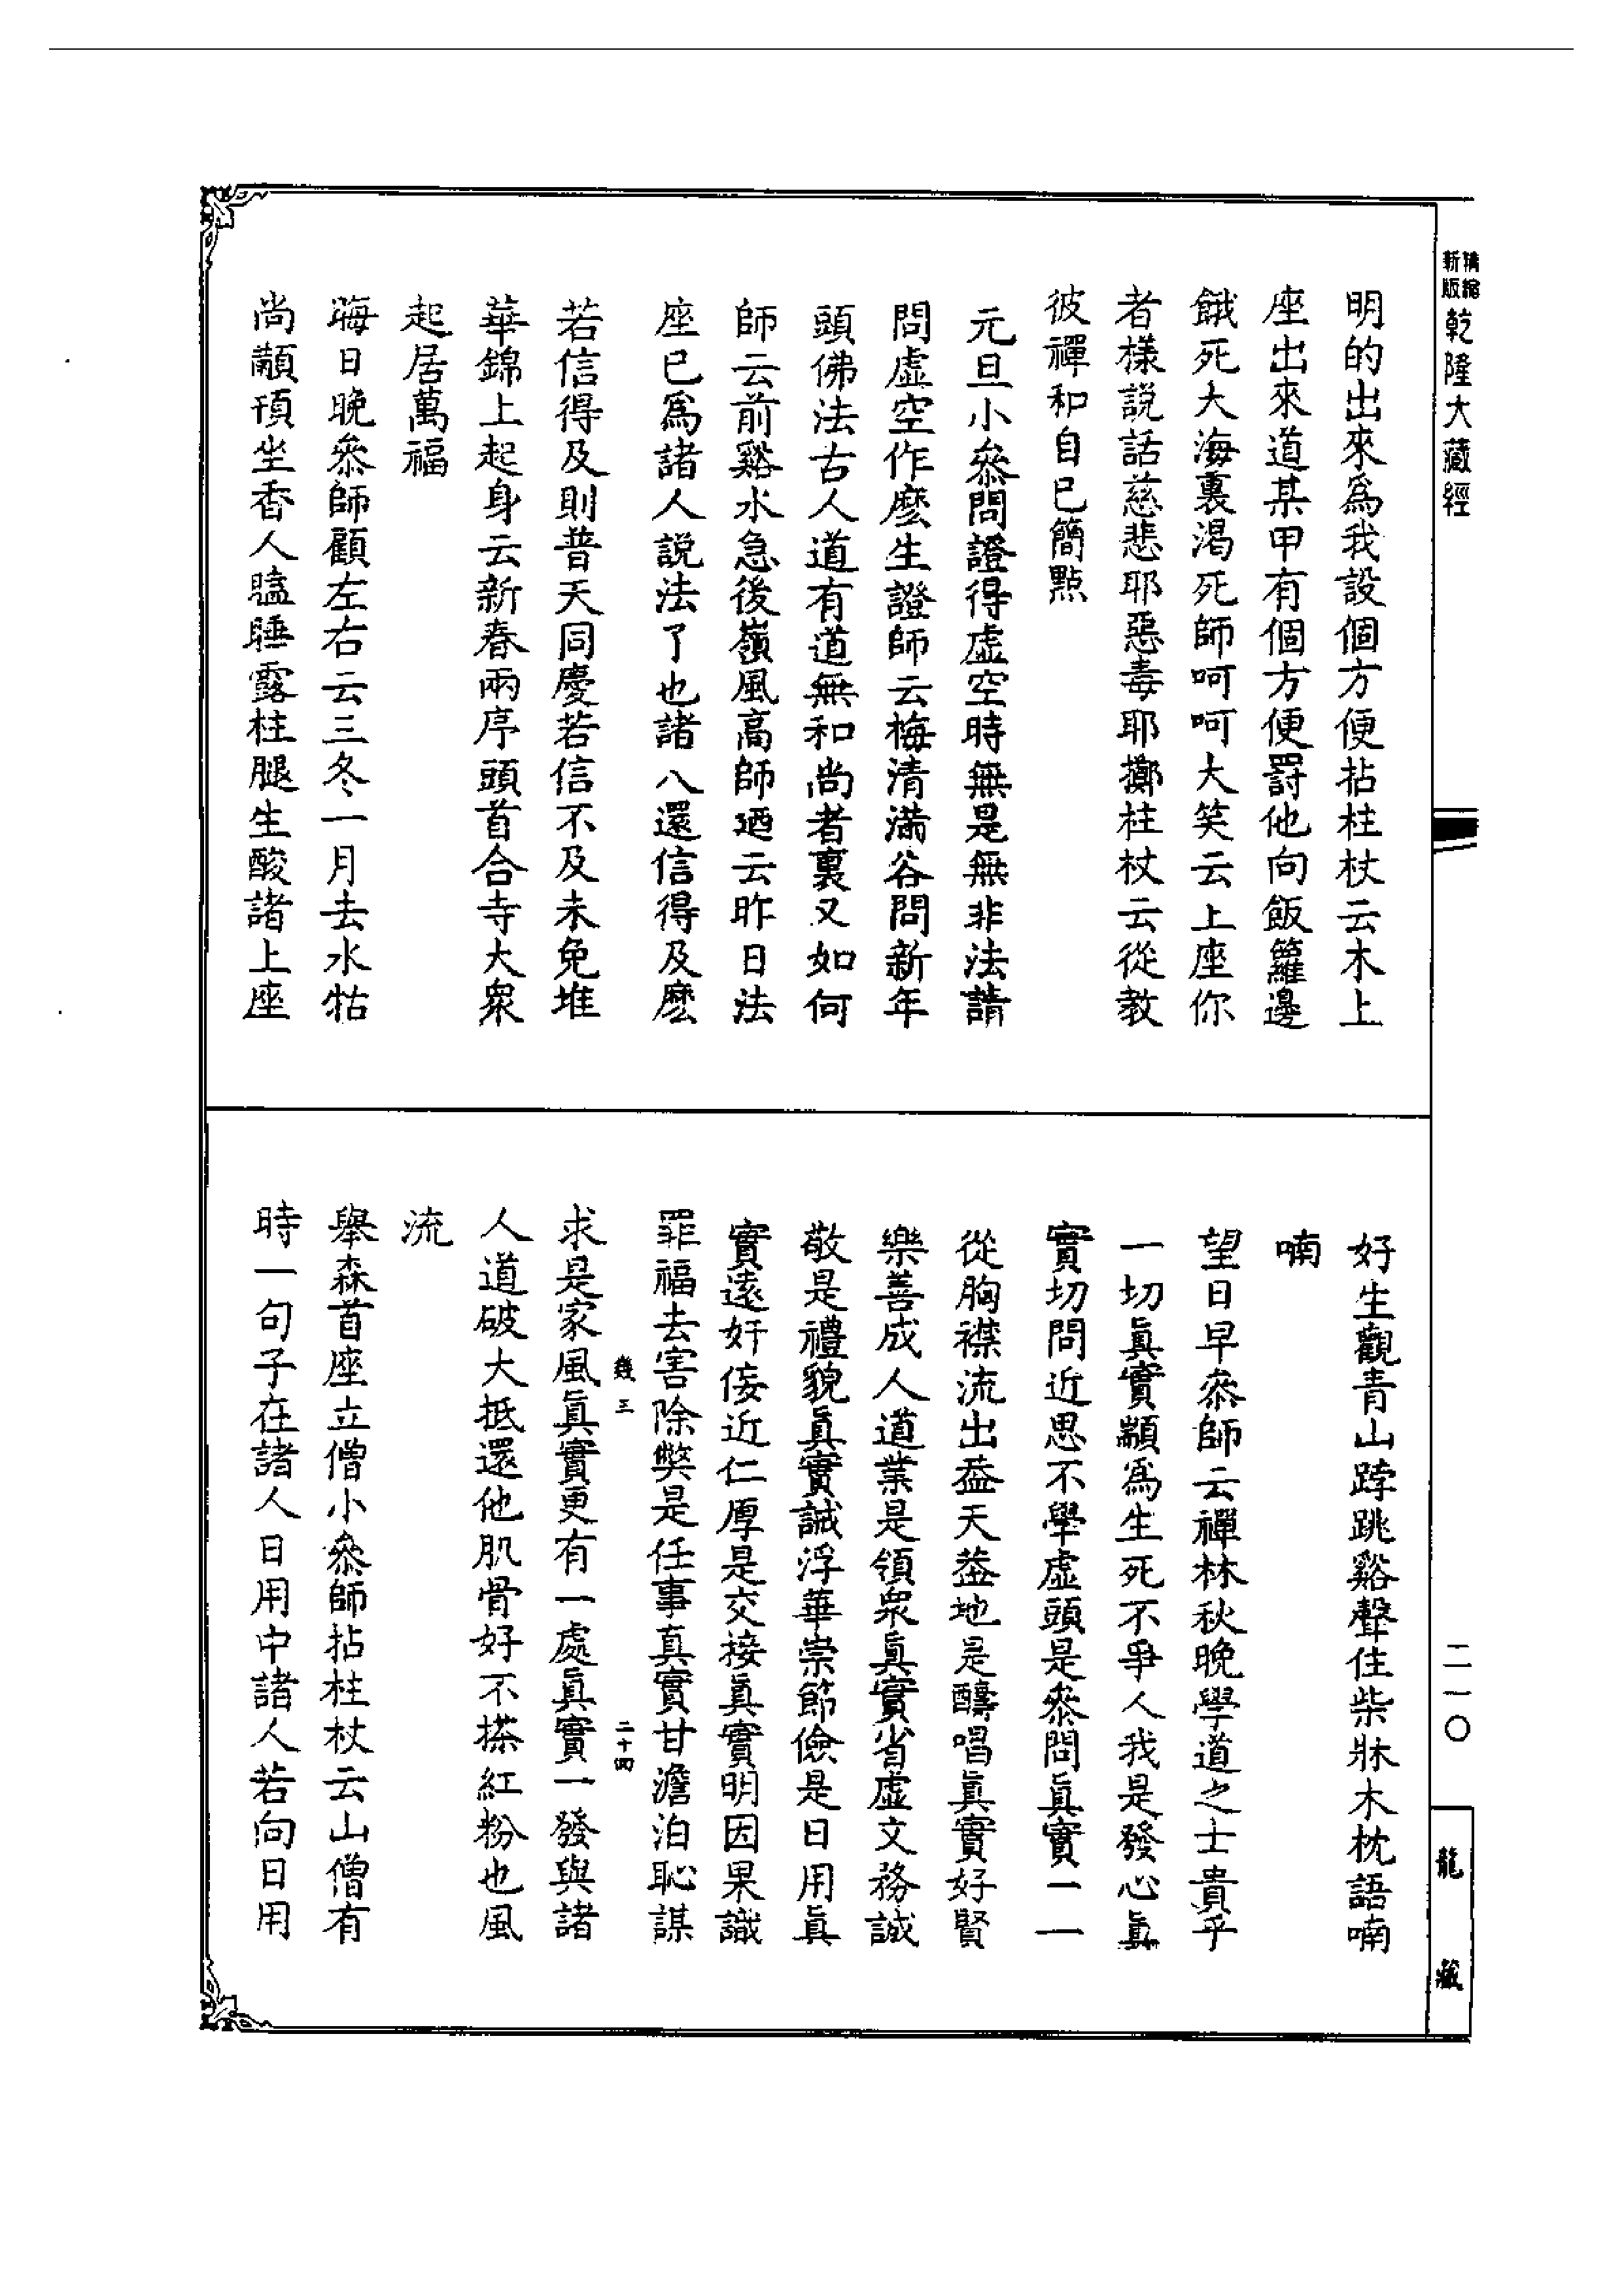 精縮
新版
乾隆大藏經
明的出來爲我設個方便拈柱杖云木上
座出來道某甲有個方便罸他向飯籮邊
餓死大海裏渴死師呵呵大笑云上座你
者樣説話慈悲耶惡毒耶擲柱杖云從教
彼禪和自已簡點
元旦小叅問證得虛空時無是無非法請
問虛空作麽生證師云梅清滿谷問新年
頭佛法古人道有道無和尚者裏又如何
師云前谿水急後嶺風高師廼云昨日法
座已爲諸人説法了也諸人還信得及麽
若信得及則普天同慶若信不及未免堆
華錦上起身云新春兩序頭首合寺大衆
起居萬福
晦日晚叅師顧左右云三冬一月去水牯
尚顢頇坐香人瞌睡露柱腿生酸諸上座
好生觀青山䟦跳谿聲住柴牀木枕語喃
喃
望日早叅師云禪林秋晚學道之士貴乎
一切眞實顓爲生死不爭人我是發心眞
實切問近思不學虛頭是叅問眞實一一
從胸襟流出葢天葢地是醻唱眞實好賢
樂善成人道業是領衆眞實省虛文務誠
敬是禮貌眞實誡浮華崇節儉是日用眞
實遠奸佞近仁厚是交接眞實明因果識
罪福去害除弊是任事真實甘澹泊恥謀
幾三
二十四
求是家風眞實更有一處眞實一發與諸
人道破大抵還他肌骨好不搽紅粉也風
流
舉森首座立僧小叅師拈柱杖云山僧有
時一句子在諸人日用中諸人若向日用
二一〇
龍藏